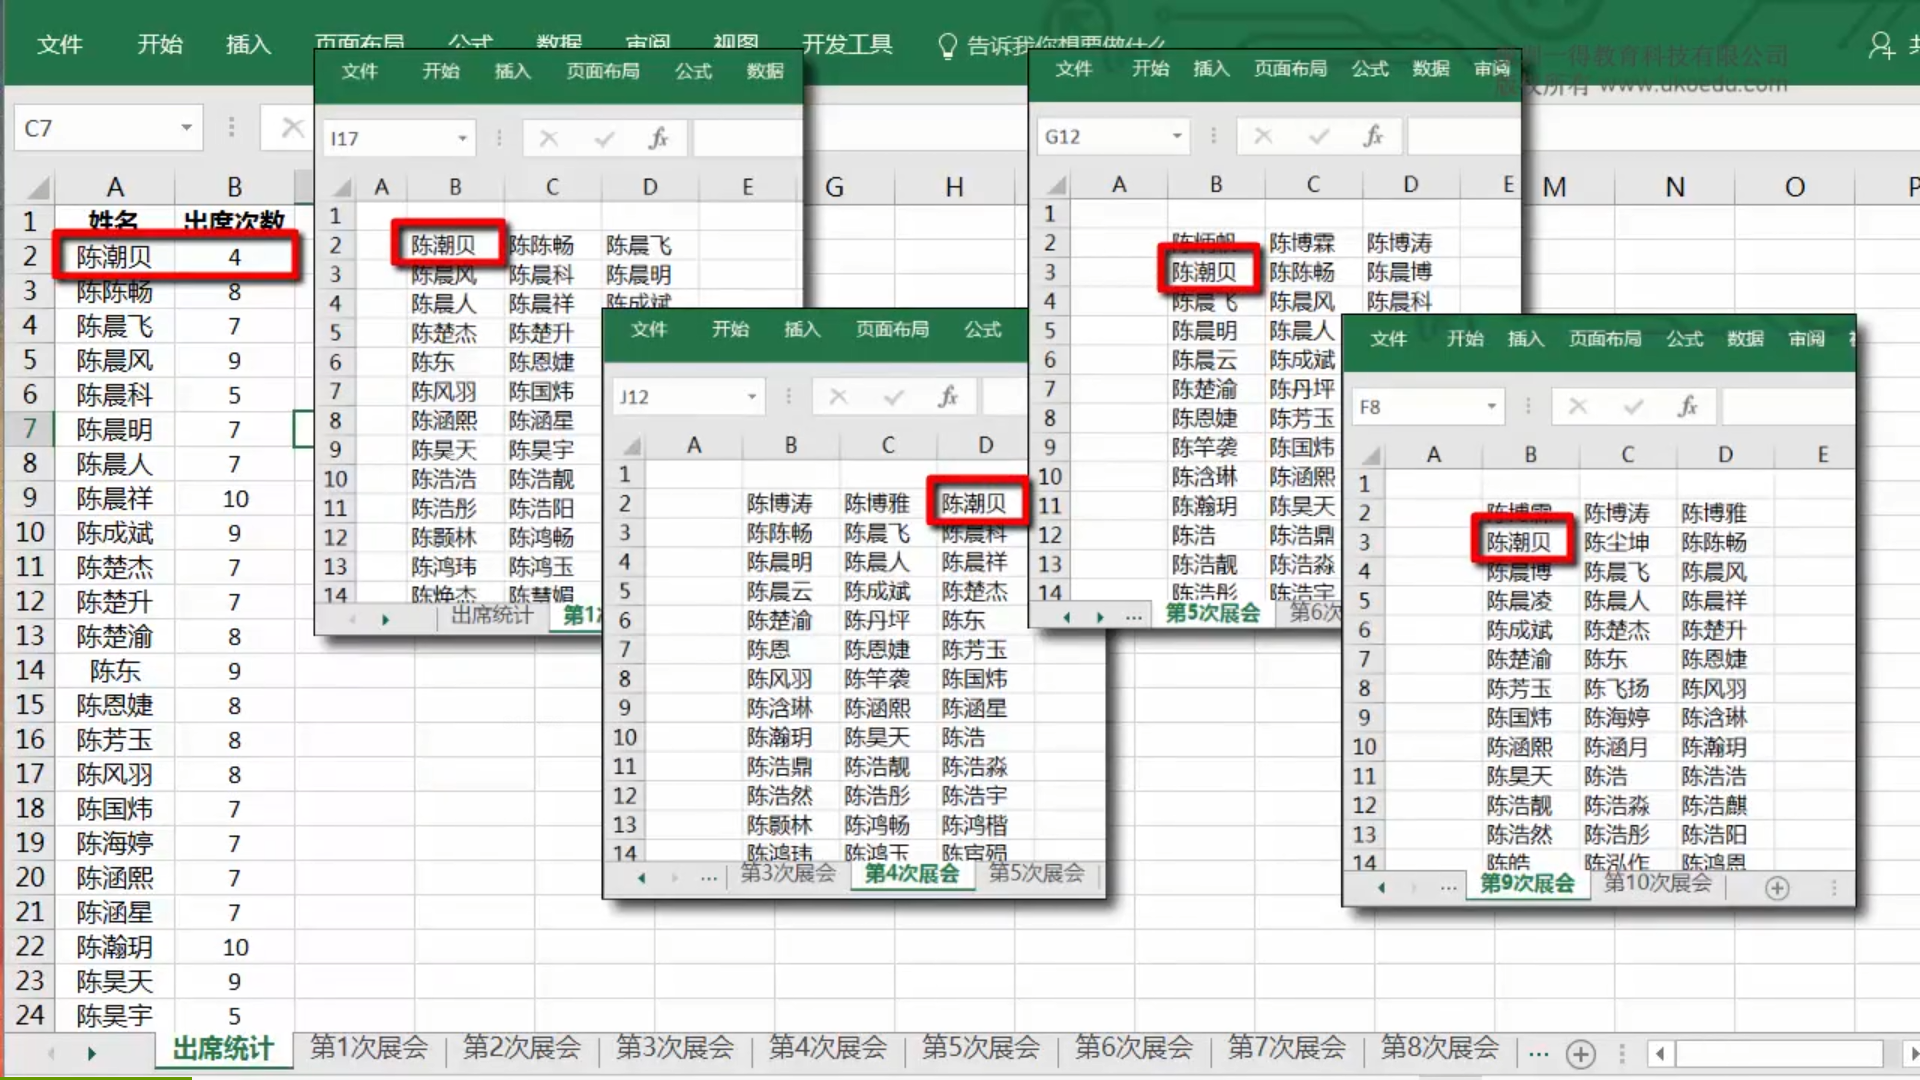 文件 开始 插入 页面布局 公式 数据 审阅 视图 开发工具 告诉我你想要做什么
一得教育科技有限公司
版权所有 www.ukoedu.com
C7
A B G H M N O P
1 姓名 出席次数
2 陈潮贝 4
3 陈陈畅 8
4 陈晨飞 7
5 陈晨风 9
6 陈晨科 5
7 陈晨明 7
8 陈晨人 7
9 陈晨祥 10
10 陈成斌 9
11 陈楚杰 7
12 陈楚升 7
13 陈楚渝 8
14 陈东 9
15 陈恩婕 8
16 陈芳玉 8
17 陈风羽 8
18 陈国炜 7
19 陈海婷 7
20 陈涵熙 7
21 陈涵星 7
22 陈瀚玥 10
23 陈昊天 9
24 陈昊宇 5
出席统计 第1次展会 第2次展会 第3次展会 第4次展会 第5次展会 第6次展会 第7次展会 第8次展会 ...
文件 开始 插入 页面布局 公式 数据
I17 fx
A B C D E
1
2 陈潮贝 陈陈畅 陈晨飞
3 陈晨风 陈晨科 陈晨明
4 陈晨人 陈晨祥 陈成斌
5 陈楚杰 陈楚升
6 陈东 陈恩婕
7 陈风羽 陈国炜
8 陈涵熙 陈涵星
9 陈昊天 陈昊宇
10 陈浩浩 陈浩靓
11 陈浩彤 陈浩阳
12 陈颢林 陈鸿畅
13 陈鸿玮 陈鸿玉
14 陈焕杰 陈慧媚
出席统计 第1
文件 开始 插入 页面布局 公式
J12 fx
A B C D
1
2 陈博涛 陈博雅 陈潮贝
3 陈陈畅 陈晨飞 陈晨科
4 陈晨明 陈晨人 陈晨祥
5 陈晨云 陈成斌 陈楚杰
6 陈楚渝 陈丹坪 陈东
7 陈恩 陈恩婕 陈芳玉
8 陈风羽 陈竿袭 陈国炜
9 陈浛琳 陈涵熙 陈涵星
10 陈瀚玥 陈昊天 陈浩
11 陈浩鼎 陈浩靓 陈浩淼
12 陈浩然 陈浩彤 陈浩宇
13 陈颢林 陈鸿畅 陈鸿楷
14 陈鸿玮 陈鸿玉
... 第3次展会 第4次展会 第5次展会
文件 开始 插入 页面布局 公式 数据 审阅
G12 fx
A B C D E
1
2 陈炳帆 陈博霖 陈博涛
3 陈潮贝 陈陈畅 陈晨博
4 陈晨飞 陈晨风 陈晨科
5 陈晨明 陈晨人
6 陈晨云 陈成斌
7 陈楚渝 陈丹坪
8 陈恩婕 陈芳玉
9 陈竿袭 陈国炜
10 陈浛琳 陈涵熙
11 陈瀚玥 陈昊天
12 陈浩 陈浩鼎
13 陈浩靓 陈浩淼
14 陈浩彤 陈浩宇
... 第5次展会 第6次
文件 开始 插入 页面布局 公式 数据 审阅
F8 fx
A B C D E
1
2 陈博霖 陈博涛 陈博雅
3 陈潮贝 陈尘坤 陈陈畅
4 陈晨博 陈晨飞 陈晨风
5 陈晨凌 陈晨人 陈晨祥
6 陈成斌 陈楚杰 陈楚升
7 陈楚渝 陈东 陈恩婕
8 陈芳玉 陈飞扬 陈风羽
9 陈国炜 陈海婷 陈浛琳
10 陈涵熙 陈涵月 陈瀚玥
11 陈昊天 陈浩 陈浩浩
12 陈浩靓 陈浩淼 陈浩麒
13 陈浩然 陈浩彤 陈浩阳
14 陈皓 陈泓作 陈鸿恩
... 第9次展会 第10次展会